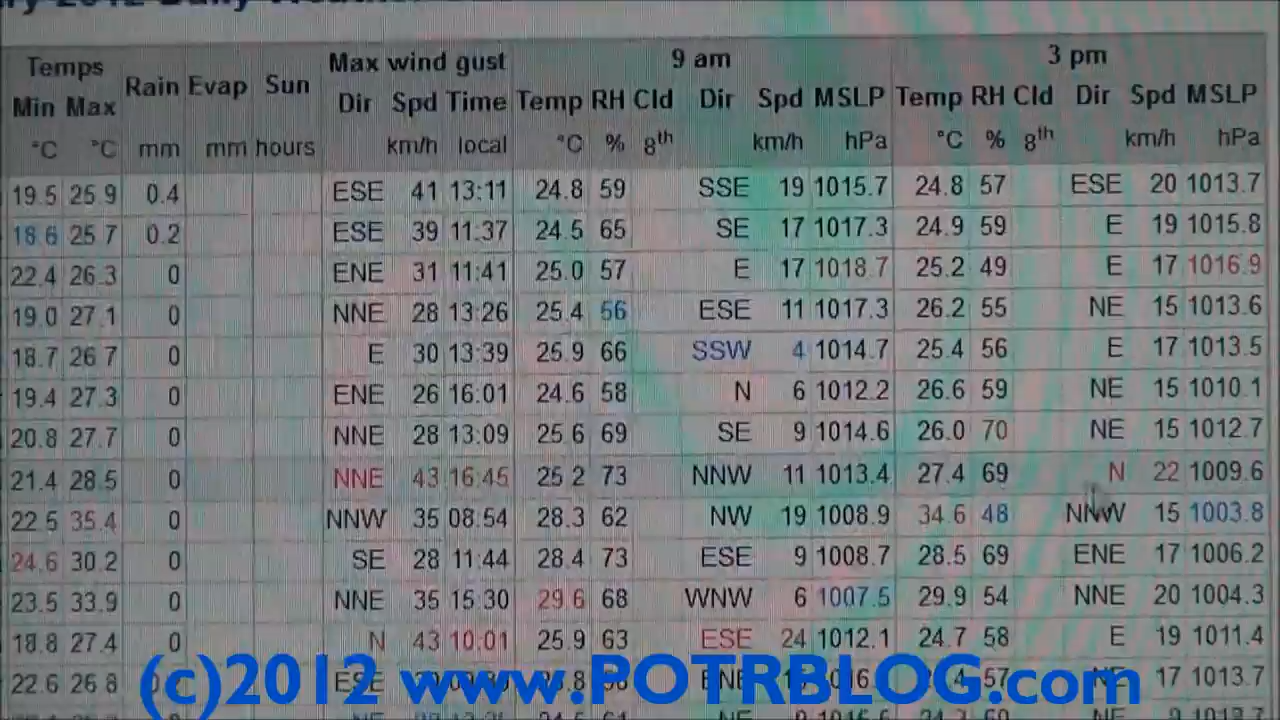 2012 Daily
Temps Rain Evap Sun Max wind gust 9 am 3 pm
Min Max Dir Spd Time Temp RH Cld Dir Spd MSLP Temp RH Cld Dir Spd MSLP
°C °C mm mm hours km/h local °C % 8th km/h hPa °C % 8th km/h hPa
19.5 25.9 0.4 ESE 41 13:11 24.8 59 SSE 19 1015.7 24.8 57 ESE 20 1013.7
18.6 25.7 0.2 ESE 39 11:37 24.5 65 SE 17 1017.3 24.9 59 E 19 1015.8
22.4 26.3 0 ENE 31 11:41 25.0 57 E 17 1018.7 25.2 49 E 17 1016.9
19.0 27.1 0 NNE 28 13:26 25.4 56 ESE 11 1017.3 26.2 55 NE 15 1013.6
18.7 26.7 0 E 30 13:39 25.9 66 SSW 4 1014.7 25.4 56 E 17 1013.5
19.4 27.3 0 ENE 26 16:01 24.6 58 N 6 1012.2 26.6 59 NE 15 1010.1
20.8 27.7 0 NNE 28 13:09 25.6 69 SE 9 1014.6 26.0 70 NE 15 1012.7
21.4 28.5 0 NNE 43 16:45 25.2 73 NNW 11 1013.4 27.4 69 N 22 1009.6
22.5 35.4 0 NNW 35 08:54 28.3 62 NW 19 1008.9 34.6 48 NNW 15 1003.8
24.6 30.2 0 SE 28 11:44 28.4 73 ESE 9 1008.7 28.5 69 ENE 17 1006.2
23.5 33.9 0 NNE 35 15:30 29.6 68 WNW 6 1007.5 29.9 54 NNE 20 1004.3
18.8 27.4 0 N 43 10:01 25.9 63 ESE 24 1012.1 24.7 58 E 19 1011.4
22.6 26.8 ESE ENE 57 NE 17 1013.7
(c)2012 www.POTRBLOG.com